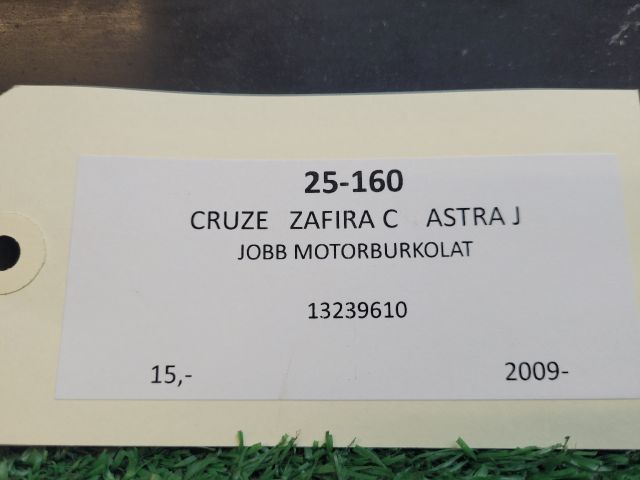 25-160
CRUZE ZAFIRA C ASTRA J
JOBB MOTORBURKOLAT
13239610
15,- 2009-